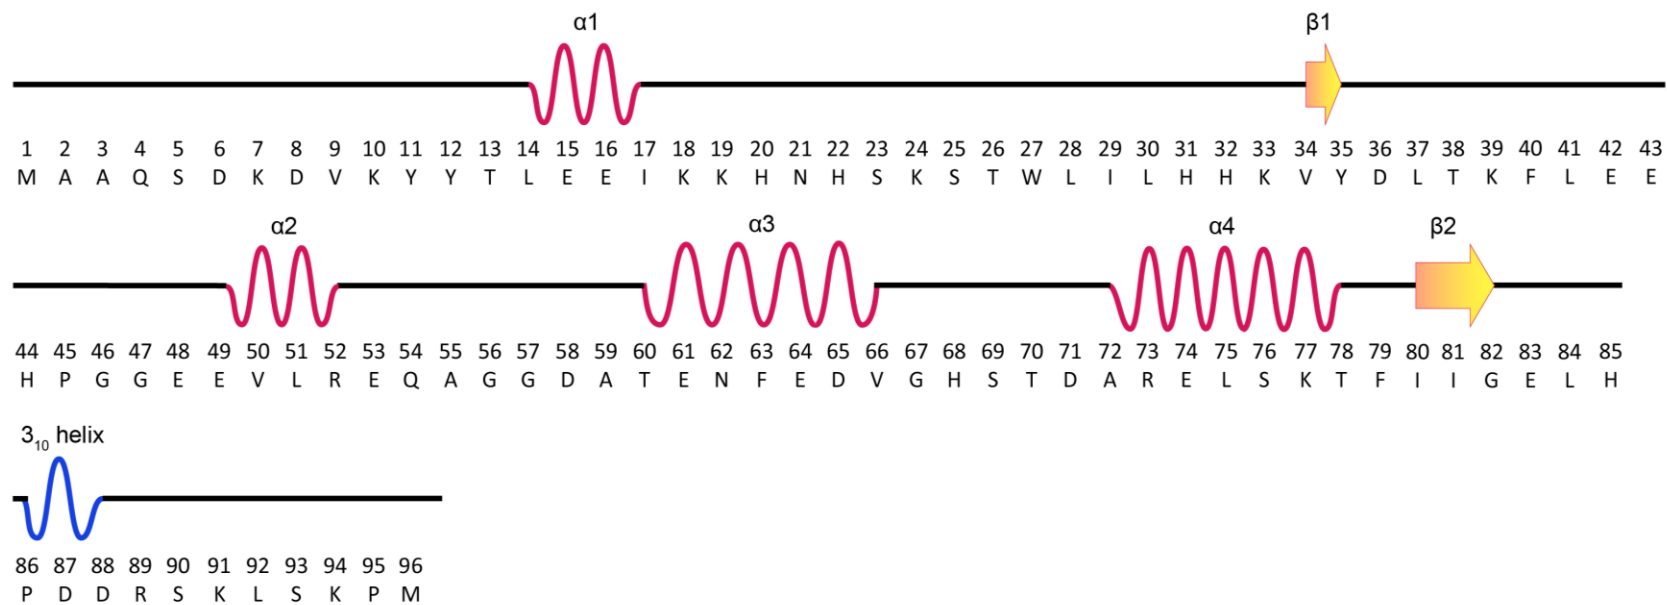 α1 β1
1 2 3 4 5 6 7 8 9 10 11 12 13 14 15 16 17 18 19 20 21 22 23 24 25 26 27 28 29 30 31 32 33 34 35 36 37 38 39 40 41 42 43
M A A Q S D K D V K Y Y T L E E I K K H N H S K S T W L I L H H K V Y D L T K F L E E
α2 α3 α4 β2
44 45 46 47 48 49 50 51 52 53 54 55 56 57 58 59 60 61 62 63 64 65 66 67 68 69 70 71 72 73 74 75 76 77 78 79 80 81 82 83 84 85
H P G G E E V L R E Q A G G D A T E N F E D V G H S T D A R E L S K T F I I G E L H
3₁₀ helix
86 87 88 89 90 91 92 93 94 95 96
P D D R S K L S K P M